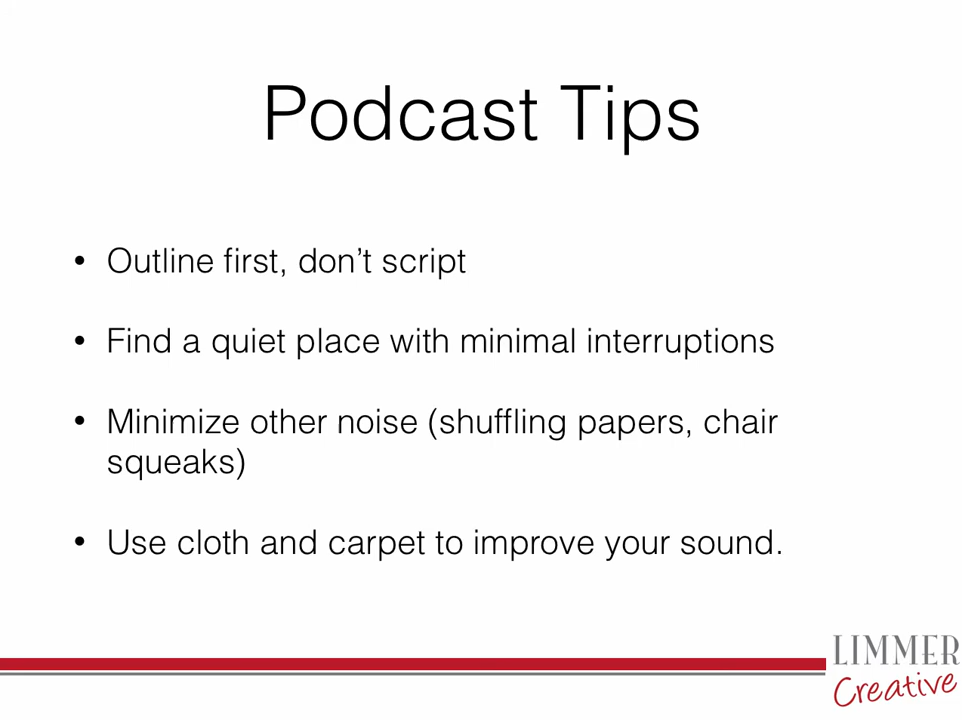 Podcast Tips
• Outline first, don’t script
• Find a quiet place with minimal interruptions
• Minimize other noise (shuffling papers, chair
squeaks)
• Use cloth and carpet to improve your sound.
LIMMER
Creative